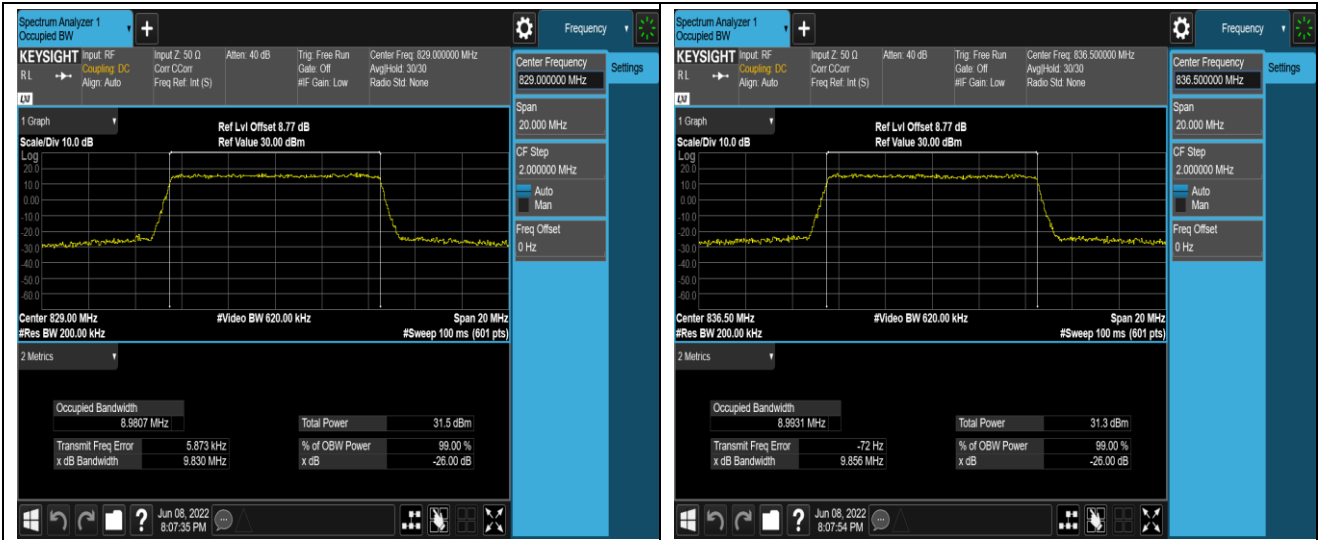 Spectrum Analyzer 1
Occupied BW
+
Frequency
KEYSIGHT
R L
LXI
Input: RF
Coupling: DC
Align: Auto
Input Z: 50 Ω
Corr CCorr
Freq Ref: Int (S)
Atten: 40 dB
Trig: Free Run
Gate: Off
#IF Gain: Low
Center Freq: 829.000000 MHz
Avg|Hold: 30/30
Radio Std: None
Center Frequency
829.000000 MHz
Settings
Span
20.000 MHz
CF Step
2.000000 MHz
Auto
Man
Freq Offset
0 Hz
1 Graph
Scale/Div 10.0 dB
Ref Lvl Offset 8.77 dB
Ref Value 30.00 dBm
Log
20.0
10.0
0.00
-10.0
-20.0
-30.0
-40.0
-50.0
-60.0
Center 829.00 MHz
#Video BW 620.00 kHz
Span 20 MHz
#Res BW 200.00 kHz
#Sweep 100 ms (601 pts)
2 Metrics
Occupied Bandwidth
8.9807 MHz
Total Power 31.5 dBm
Transmit Freq Error 5.873 kHz
% of OBW Power 99.00 %
x dB Bandwidth 9.830 MHz
x dB -26.00 dB
?
Jun 08, 2022
8:07:35 PM
Spectrum Analyzer 1
Occupied BW
+
Frequency
KEYSIGHT
R L
LXI
Input: RF
Coupling: DC
Align: Auto
Input Z: 50 Ω
Corr CCorr
Freq Ref: Int (S)
Atten: 40 dB
Trig: Free Run
Gate: Off
#IF Gain: Low
Center Freq: 836.500000 MHz
Avg|Hold: 30/30
Radio Std: None
Center Frequency
836.500000 MHz
Settings
Span
20.000 MHz
CF Step
2.000000 MHz
Auto
Man
Freq Offset
0 Hz
1 Graph
Scale/Div 10.0 dB
Ref Lvl Offset 8.77 dB
Ref Value 30.00 dBm
Log
20.0
10.0
0.00
-10.0
-20.0
-30.0
-40.0
-50.0
-60.0
Center 836.50 MHz
#Video BW 620.00 kHz
Span 20 MHz
#Res BW 200.00 kHz
#Sweep 100 ms (601 pts)
2 Metrics
Occupied Bandwidth
8.9931 MHz
Total Power 31.3 dBm
Transmit Freq Error -72 Hz
% of OBW Power 99.00 %
x dB Bandwidth 9.856 MHz
x dB -26.00 dB
?
Jun 08, 2022
8:07:54 PM